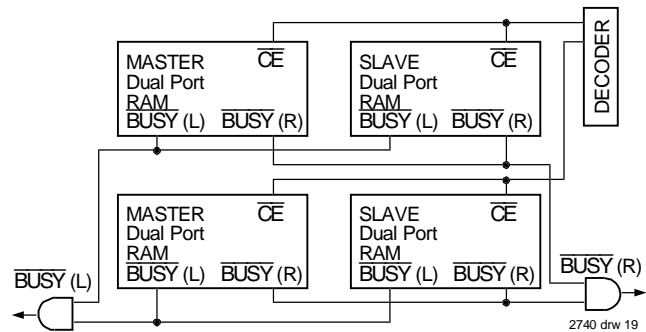 MASTER
Dual Port
RAM
CE
BUSY (L) BUSY (R)
SLAVE
Dual Port
RAM
CE
BUSY (L) BUSY (R)
DECODER
MASTER
Dual Port
RAM
CE
BUSY (L) BUSY (R)
SLAVE
Dual Port
RAM
CE
BUSY (L) BUSY (R)
BUSY (L)
BUSY (R)
2740 drw 19